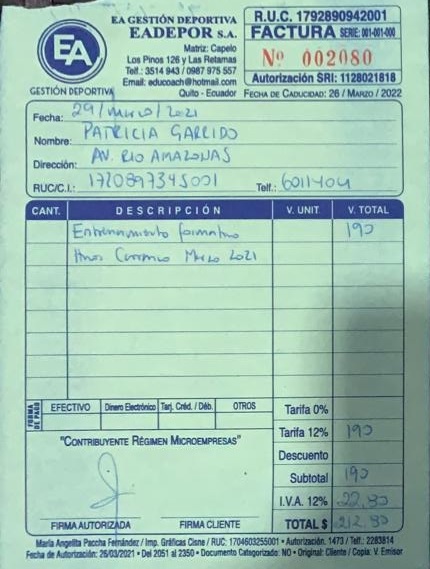 EA
GESTIÓN DEPORTIVA
EA GESTIÓN DEPORTIVA
EADEPOR S.A.
Matriz: Capelo
Los Pinos 126 y Las Retamas
Telf.: 3514 943 / 0987 975 557
Email: educoach@hotmail.com
Quito - Ecuador
R.U.C. 1792890942001
FACTURA SERIE: 001-001-000
Nº 002080
Autorización SRI: 1128021818
FECHA DE CADUCIDAD: 26 / MARZO / 2022
Fecha: 29/Marzo/2021
Nombre: PATRICIA GARRIDO
Dirección: AV. RIO AMAZONAS
RUC/C.I.: 1720897345001 Telf.: 6011404
CANT. DESCRIPCIÓN V. UNIT. V. TOTAL
Entrenamiento formativo 190
Marzo 2021
FORMA DE PAGO EFECTIVO Dinero Electrónico Tarj. Créd. / Déb. OTROS
"CONTRIBUYENTE RÉGIMEN MICROEMPRESAS"
FIRMA AUTORIZADA FIRMA CLIENTE
Tarifa 0%
Tarifa 12% 190
Descuento
Subtotal 190
I.V.A. 12% 22.80
TOTAL $ 212.80
María Angelita Paccha Fernández / Imp. Gráficas Cisne / RUC: 1704603255001 • Autorización: 1473 / Telf.: 2283814
Fecha de Autorización: 26/03/2021 • Del 2051 al 2350 • Documento Categorizado: NO • Original: Cliente / Copia: V. Emisor